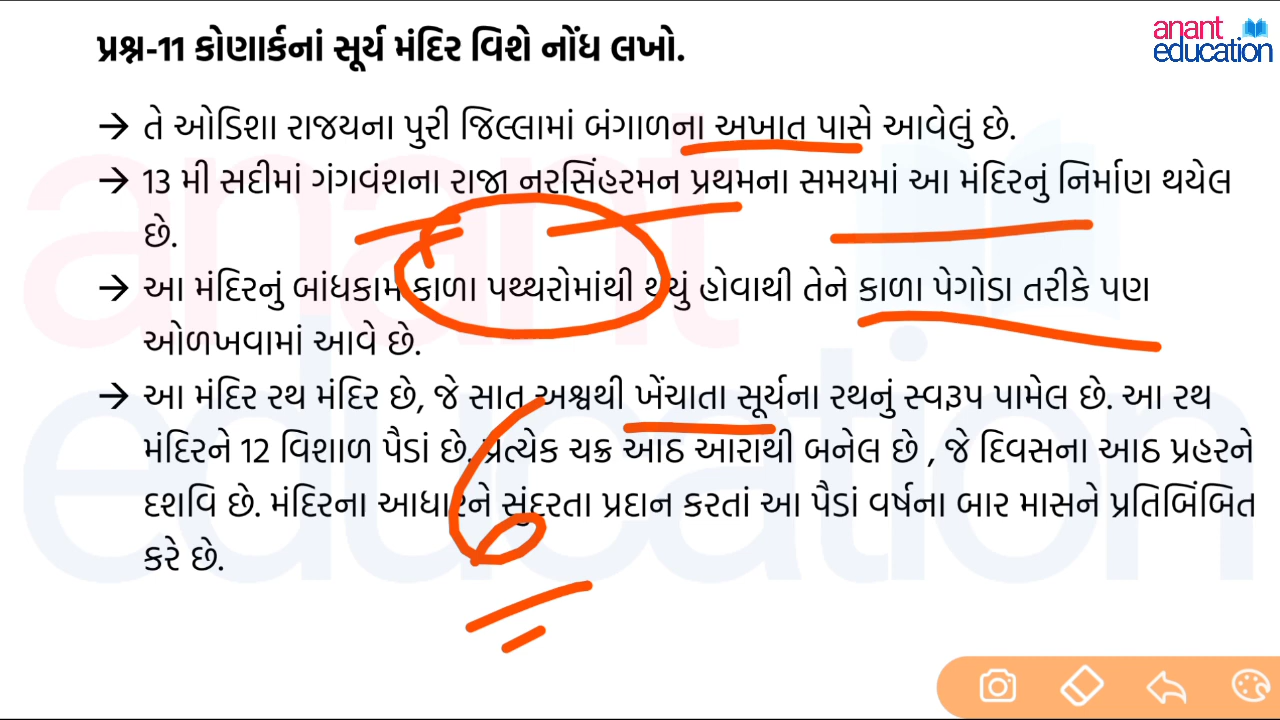 anant
education
પ્રશ્ન-11 કોણાર્કનાં સૂર્ય મંદિર વિશે નોંધ લખો.
→ તે ઓડિશા રાજયના પુરી જિલ્લામાં બંગાળના અખાત પાસે આવેલું છે.
→ 13 મી સદીમાં ગંગવંશના રાજા નરસિંહરમન પ્રથમના સમયમાં આ મંદિરનું નિર્માણ થયેલ
છે.
→ આ મંદિરનું બાંધકામ કાળા પથ્થરોમાંથી થયું હોવાથી તેને કાળા પેગોડા તરીકે પણ
ઓળખવામાં આવે છે.
→ આ મંદિર રથ મંદિર છે, જે સાત અશ્વથી ખેંચાતા સૂર્યના રથનું સ્વરૂપ પામેલ છે. આ રથ
મંદિરને 12 વિશાળ પૈડાં છે. પ્રત્યેક ચક્ર આઠ આરાથી બનેલ છે , જે દિવસના આઠ પ્રહરને
દશવિ છે. મંદિરના આધારને સુંદરતા પ્રદાન કરતાં આ પૈડાં વર્ષના બાર માસને પ્રતિબિંબિત
કરે છે.
6